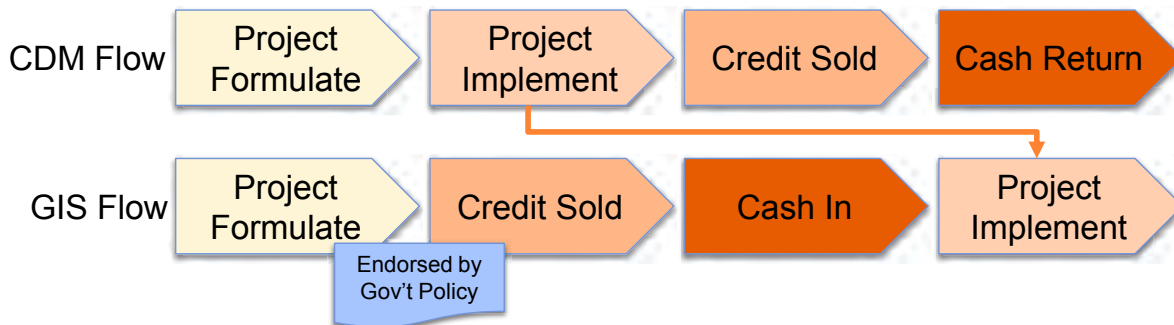 CDM Flow
Project
Formulate
Project
Implement
Credit Sold
Cash Return
GIS Flow
Project
Formulate
Credit Sold
Cash In
Project
Implement
Endorsed by
Gov't Policy